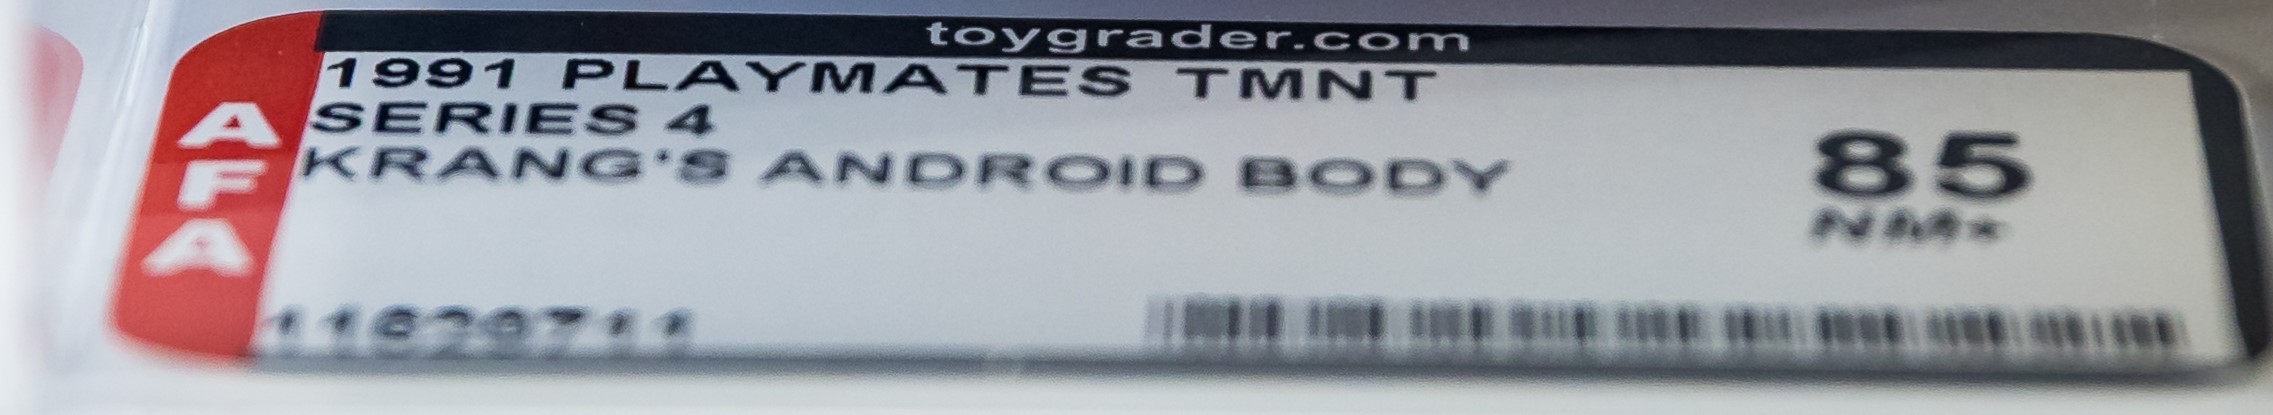 toygrader.com
1991 PLAYMATES TMNT
SERIES 4
KRANG'S ANDROID BODY
AFA
85
NM+